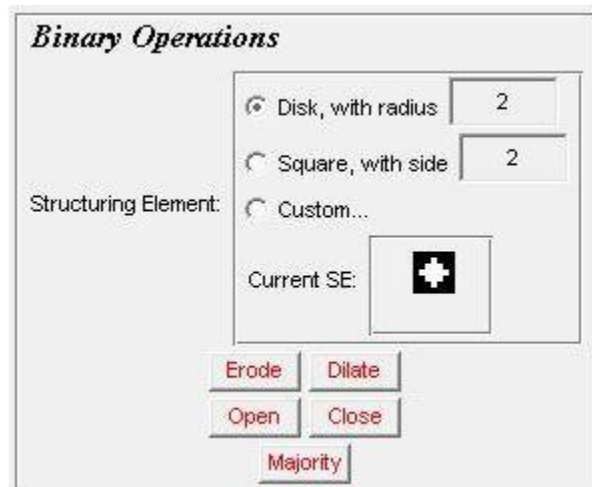 Binary Operations
Disk, with radius 2
Square, with side 2
Structuring Element:
Custom...
Current SE:
Erode Dilate
Open Close
Majority